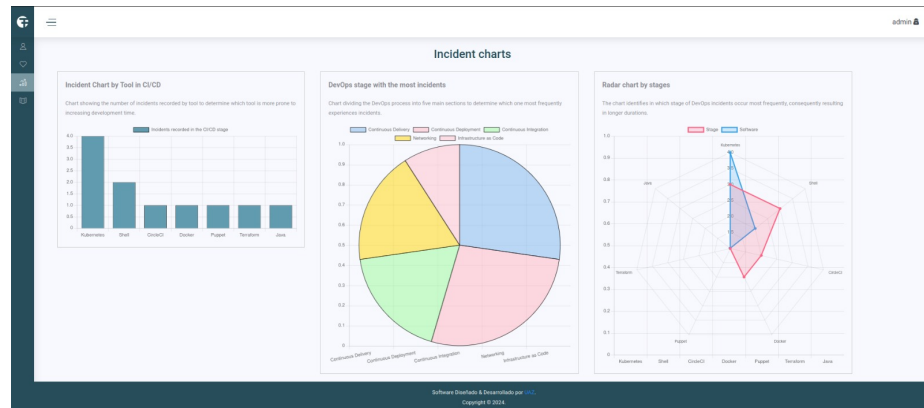 admin
Incident charts
Incident Chart by Tool in CI/CD
Chart showing the number of incidents recorded by tool to determine which tool is more prone to
increasing development time.
Incidents recorded in the CI/CD stage
4.0
3.5
3.0
2.5
2.0
1.5
1.0
0.5
0
Kubernetes Shell CircleCI Docker Puppet Terraform Java
DevOps stage with the most incidents
Chart dividing the DevOps process into five main sections to determine which one most frequently
experiences incidents.
Continuous Delivery Continuous Deployment Continuous Integration
Networking Infrastructure as Code
1.0
0.9
0.8
0.7
0.6
0.5
0.4
0.3
0.2
0.1
0
Continuous Delivery Continuous Deployment Continuous Integration Networking Infrastructure as Code
Radar chart by stages
The chart identifies in which stage of DevOps incidents occur most frequently, consequently resulting
in longer durations.
Stage Software
1.0
0.9
0.8
0.7
0.6
0.5
0.4
0.3
0.2
0.1
0
Kubernetes
Java
Shell
Terraform
CircleCI
Puppet
Docker
Kubernetes Shell CircleCI Docker Puppet Terraform Java
Software Diseñado & Desarrollado por
Copyright © 2024.